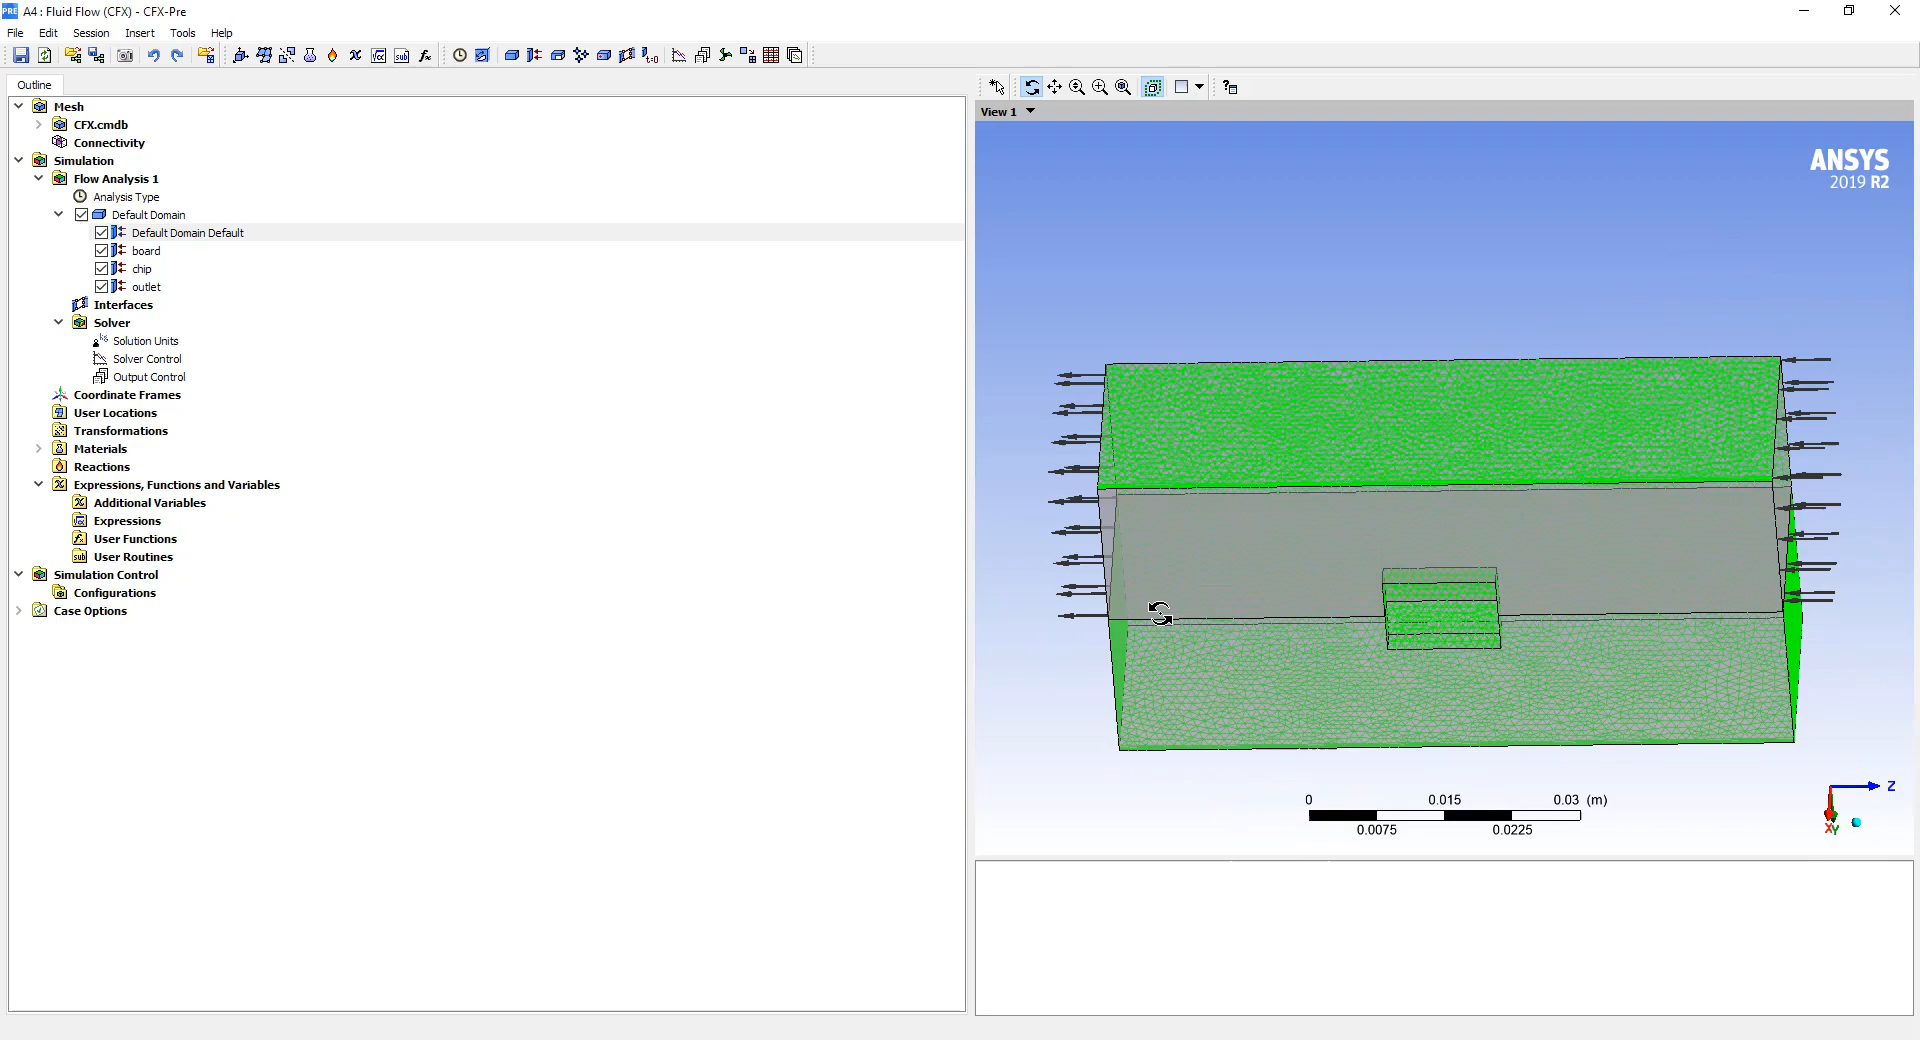 PRE A4 : Fluid Flow (CFX) - CFX-Pre
File Edit Session Insert Tools Help
Outline
Mesh
CFX.cmdb
Connectivity
Simulation
Flow Analysis 1
Analysis Type
Default Domain
Default Domain Default
board
chip
outlet
Interfaces
Solver
Solution Units
Solver Control
Output Control
Coordinate Frames
User Locations
Transformations
Materials
Reactions
Expressions, Functions and Variables
Additional Variables
Expressions
User Functions
User Routines
Simulation Control
Configurations
Case Options
View 1
ANSYS
2019 R2
0 0.015 0.03 (m)
0.0075 0.0225
Z
X Y